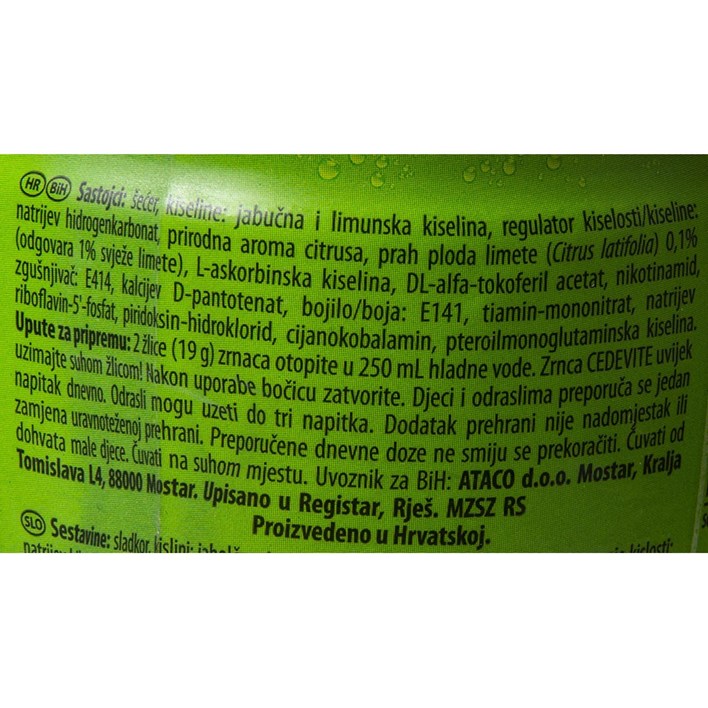 HR BiH Sastojci: šećer, kiseline: jabučna i limunska kiselina, regulator kiselosti/kiseline:
natrijev hidrogenkarbonat, prirodna aroma citrusa, prah ploda limete (Citrus latifolia) 0,1%
(odgovara 1% svježe limete), L-askorbinska kiselina, DL-alfa-tokoferil acetat, nikotinamid,
zgušnjivač: E414, kalcijev D-pantotenat, bojilo/boja: E141, tiamin-mononitrat, natrijev
riboflavin-5'-fosfat, piridoksin-hidroklorid, cijanokobalamin, pteroilmonoglutaminska kiselina.
Upute za pripremu: 2 žlice (19 g) zrnaca otopite u 250 mL hladne vode. Zrnca CEDEVITE uvijek
uzimajte suhom žlicom! Nakon uporabe bočicu zatvorite. Djeci i odraslima preporuča se jedan
napitak dnevno. Odrasli mogu uzeti do tri napitka. Dodatak prehrani nije nadomjestak ili
zamjena uravnoteženoj prehrani. Preporučene dnevne doze ne smiju se prekoračiti. Čuvati od
dohvata male djece. Čuvati na suhom mjestu. Uvoznik za BiH: ATACO d.o.o. Mostar, Kralja
Tomislava L4, 88000 Mostar. Upisano u Registar, Rješ. MZSZ RS
Proizvedeno u Hrvatskoj.
SLO Sestavine: sladkor, kislini: kislosti: